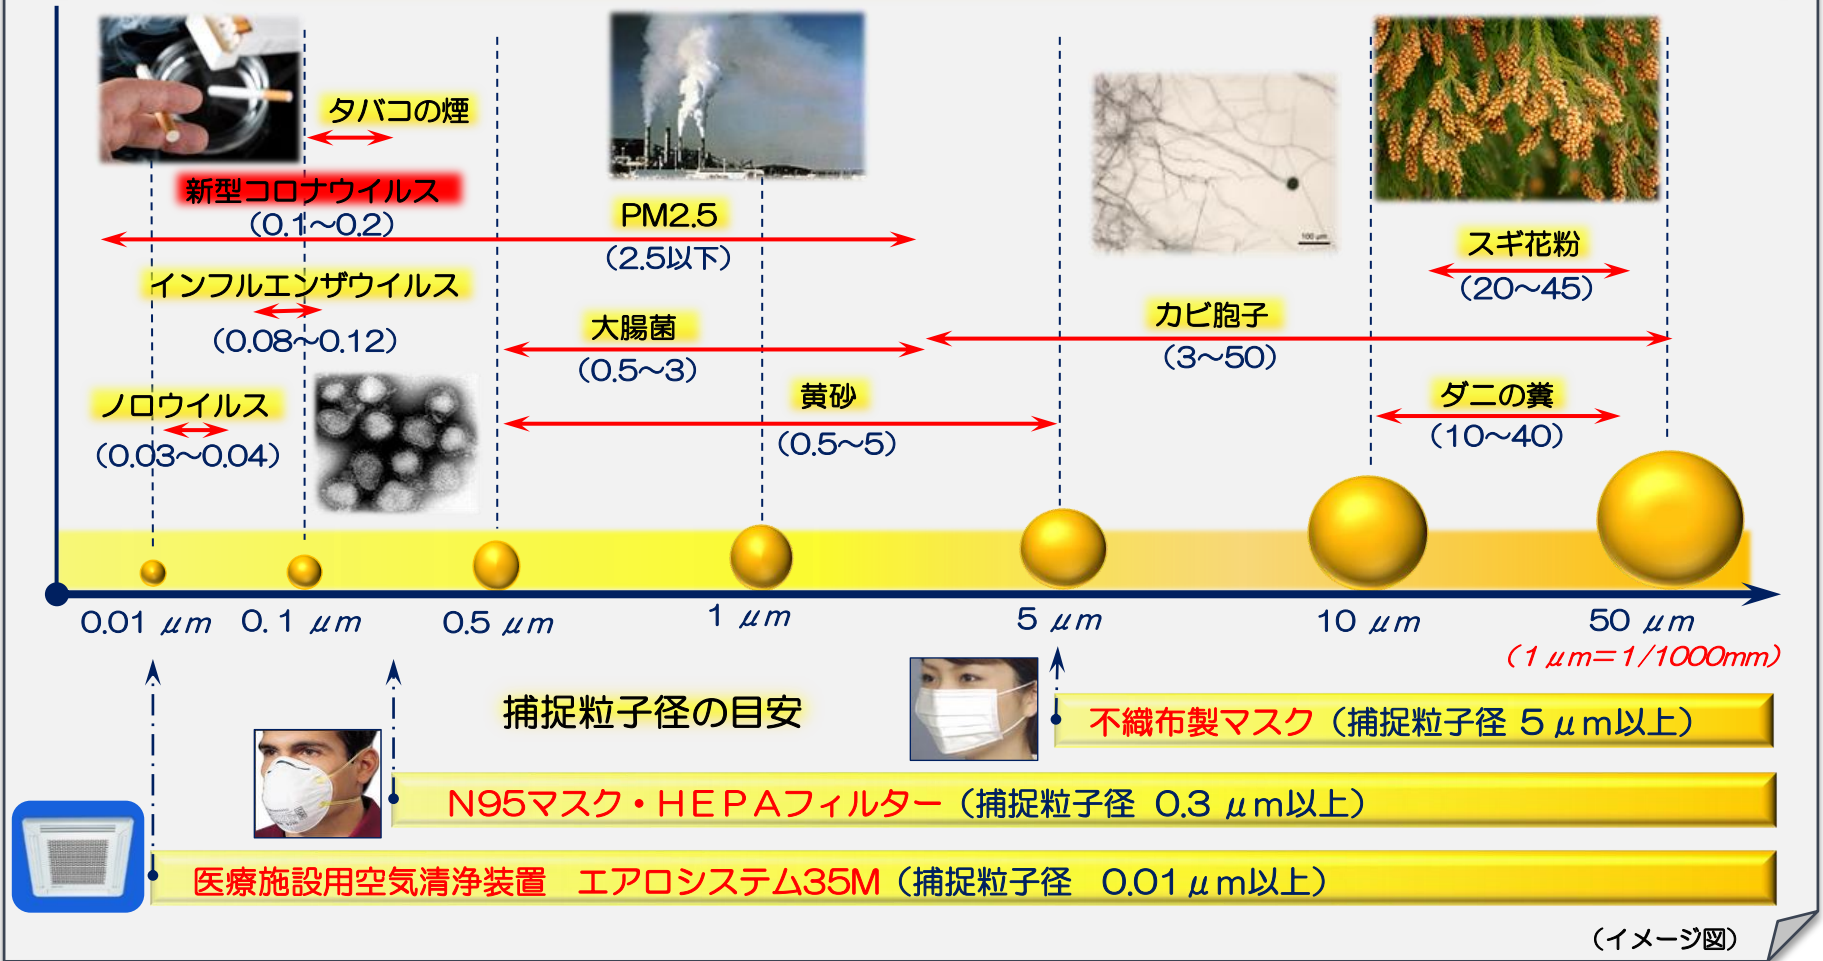 タバコの煙
新型コロナウイルス
(0.1～0.2)
PM2.5
(2.5以下)
100 μm
スギ花粉
(20～45)
インフルエンザウイルス
(0.08～0.12)
大腸菌
(0.5～3)
カビ胞子
(3～50)
ノロウイルス
(0.03～0.04)
黄砂
(0.5～5)
ダニの糞
(10～40)
0.01 μm 0.1 μm 0.5 μm 1 μm 5 μm 10 μm 50 μm
(1μm=1/1000mm)
捕捉粒子径の目安
不織布製マスク(捕捉粒子径 5μm以上)
N95マスク・HEPAフィルター(捕捉粒子径 0.3 μm以上)
医療施設用空気清浄装置 エアロシステム35M(捕捉粒子径 0.01μm以上)
(イメージ図)